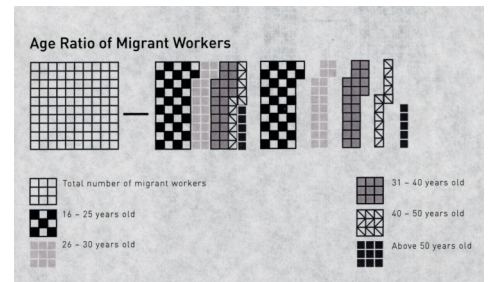 Age Ratio of Migrant Workers
Total number of migrant workers
16 – 25 years old
26 – 30 years old
31 – 40 years old
40 – 50 years old
Above 50 years old